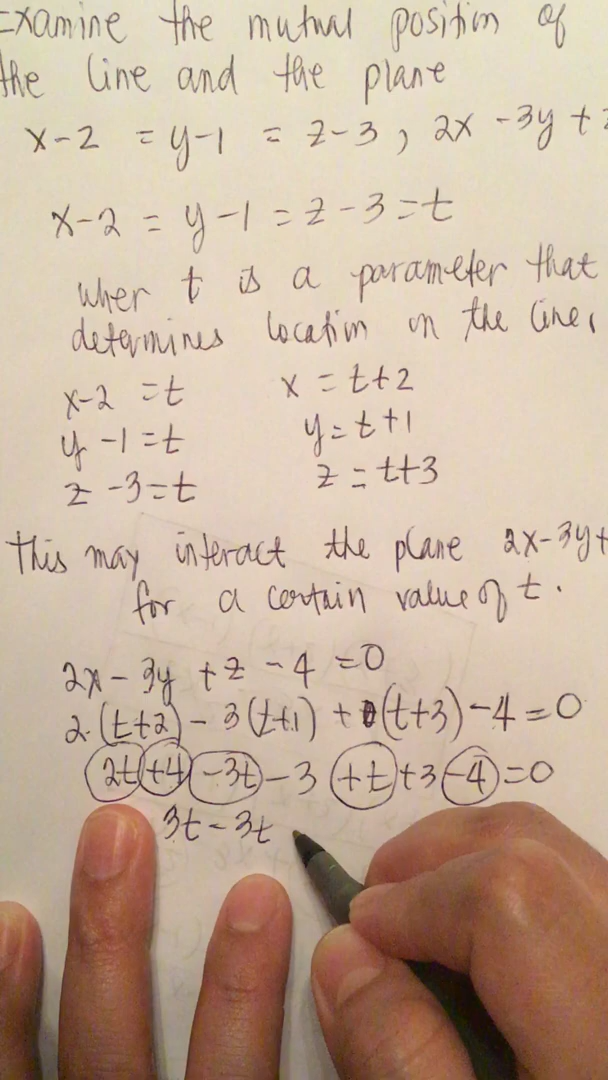 Examine the mutual position of
the line and the plane
x-2 = y-1 = z-3, 2x -3y +z
x-2 = y-1 = z-3 = t
wher t is a parameter that
determines location on the line,
x-2 = t x = t+2
y -1 = t y = t+1
z -3 = t z = t+3
This may interact the plane 2x-3y+
for a certain value of t.
2x - 3y + z - 4 = 0
2(t+2) - 3(t+1) + (t+3) - 4 = 0
2t +4 -3t -3 +t +3 -4 = 0
3t - 3t